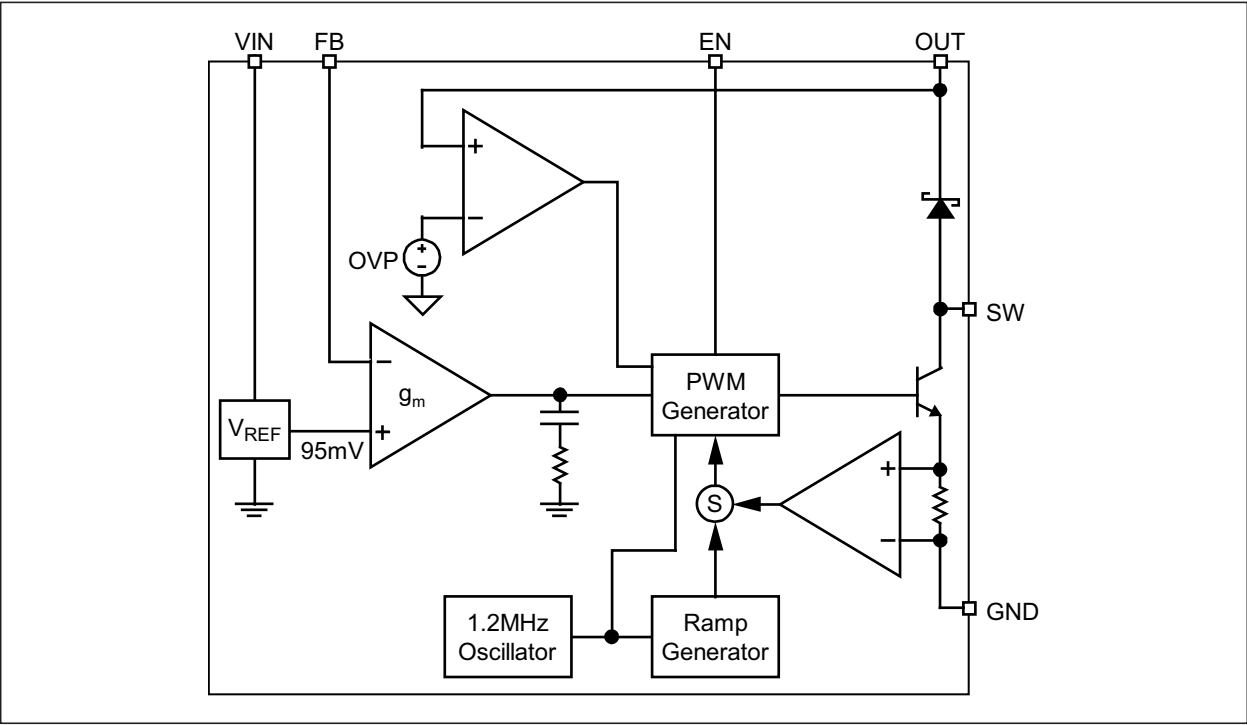 VIN FB EN OUT
+
−
OVP
+
−
SW
−
gm
+
VREF
95mV
PWM
Generator
+
S
−
GND
1.2MHz
Oscillator
Ramp
Generator